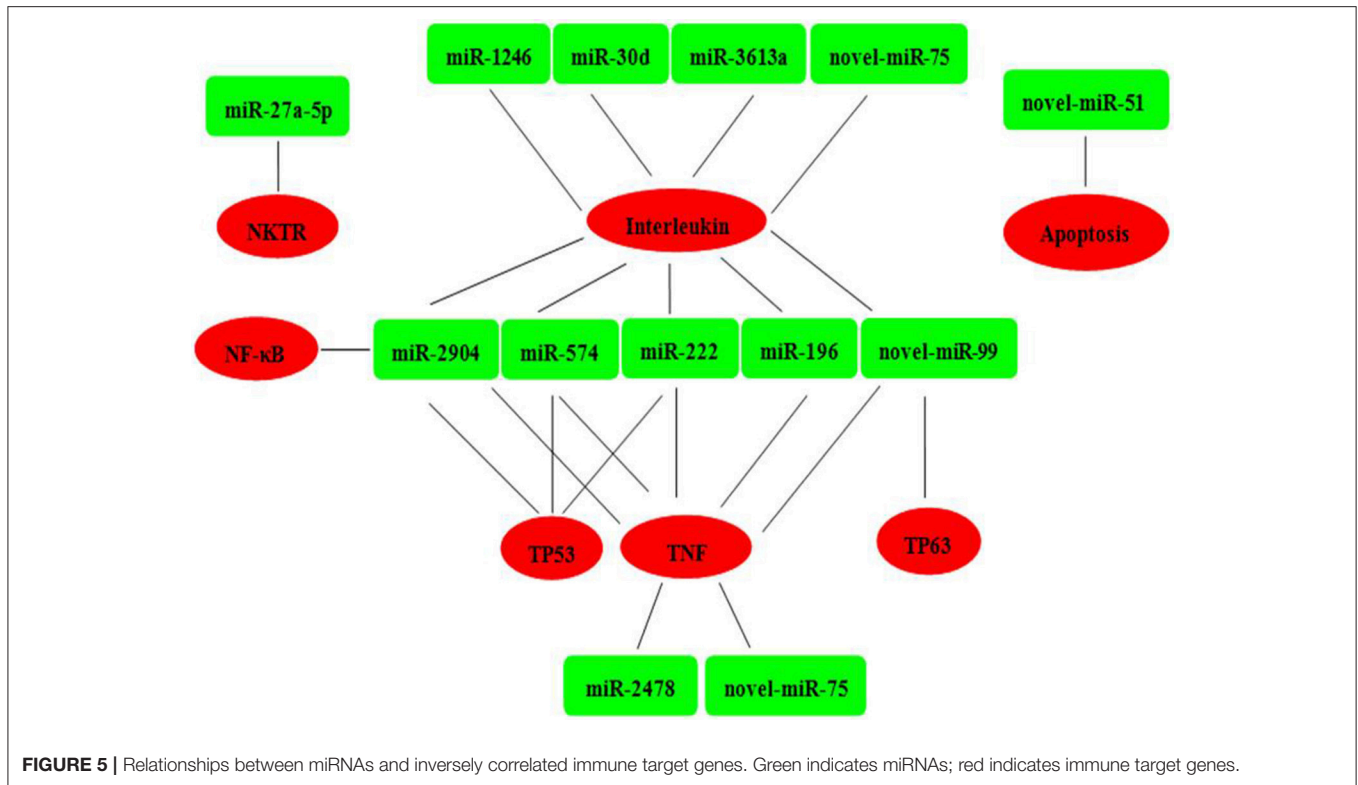 miR-1246 miR-30d miR-3613a novel-miR-75
miR-27a-5p
novel-miR-51
NKTR
Interleukin
Apoptosis
NF-κB
miR-2904 miR-574 miR-222 miR-196 novel-miR-99
TP53
TNF
TP63
miR-2478 novel-miR-75
FIGURE 5 | Relationships between miRNAs and inversely correlated immune target genes. Green indicates miRNAs; red indicates immune target genes.